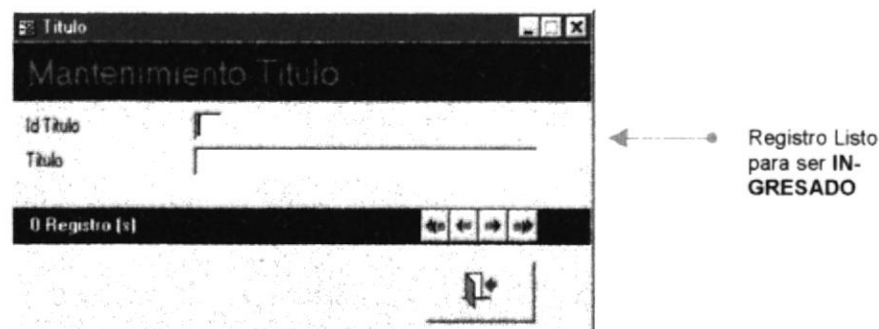 Titulo
Mantenimiento Titulo
Id Titulo
Titulo
0 Registro (s)
Registro Listo
para ser IN-
GRESADO